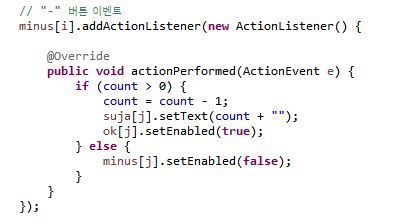 // "-" 버튼 이벤트
minus[i].addActionListener(new ActionListener() {
@Override
public void actionPerformed(ActionEvent e) {
if (count > 0) {
count = count - 1;
suja[j].setText(count + "");
ok[j].setEnabled(true);
} else {
minus[j].setEnabled(false);
}
}
});